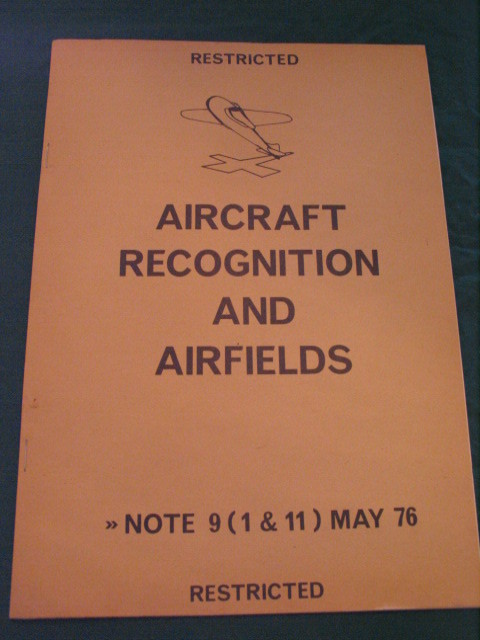 RESTRICTED
AIRCRAFT
RECOGNITION
AND
AIRFIELDS
» NOTE 9 (1 & 11) MAY 76
RESTRICTED